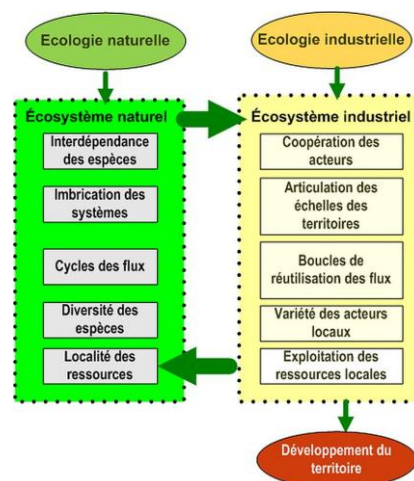 Ecologie naturelle
Ecologie industrielle
Écosystème naturel
Interdépendance
des espèces
Imbrication des
systèmes
Cycles des flux
Diversité des
espèces
Localité des
ressources
Écosystème industriel
Coopération des
acteurs
Articulation des
échelles des
territoires
Boucles de
réutilisation des flux
Variété des acteurs
locaux
Exploitation des
ressources locales
Développement du
territoire